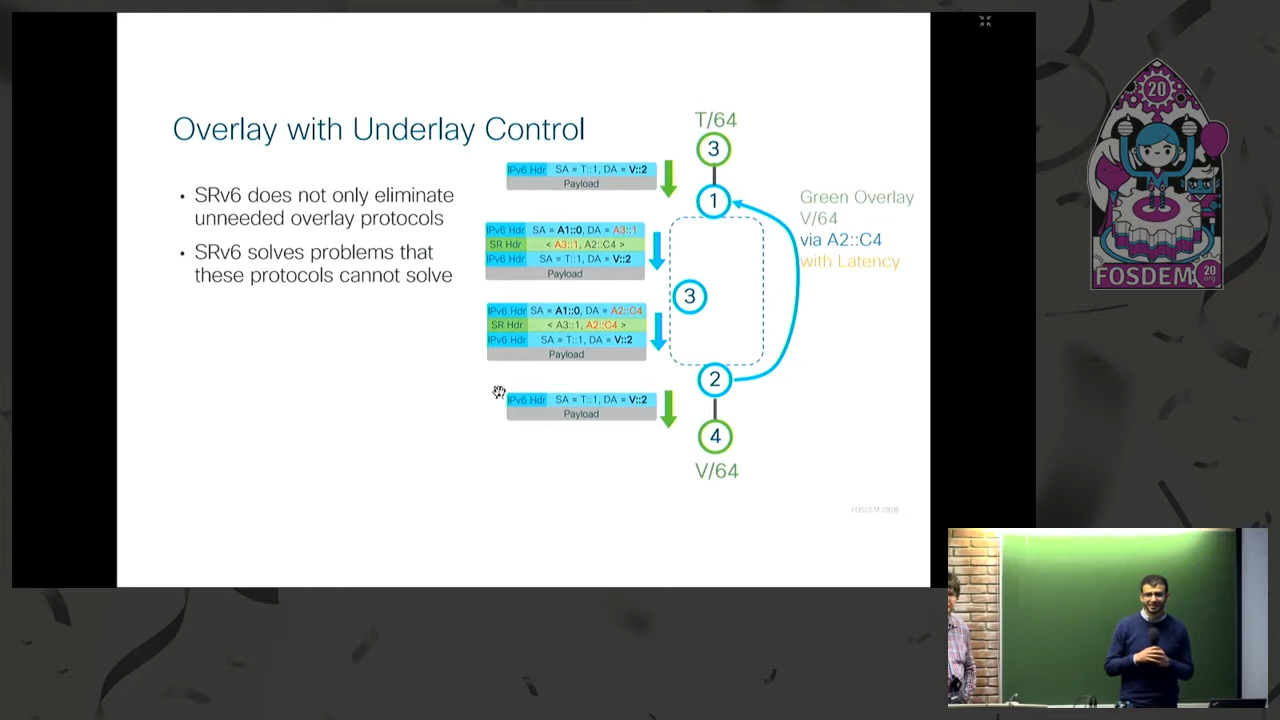 Overlay with Underlay Control
• SRv6 does not only eliminate
unneeded overlay protocols
• SRv6 solves problems that
these protocols cannot solve
IPv6 Hdr SA = T::1, DA = V::2
Payload
IPv6 Hdr SA = A1::0, DA = A3::1
SR Hdr < A3::1, A2::C4 >
IPv6 Hdr SA = T::1, DA = V::2
Payload
IPv6 Hdr SA = A1::0, DA = A2::C4
SR Hdr < A3::1, A2::C4 >
IPv6 Hdr SA = T::1, DA = V::2
Payload
IPv6 Hdr SA = T::1, DA = V::2
Payload
T/64
3
1
3
2
4
V/64
Green Overlay
V/64
via A2::C4
with Latency
FOSDEM 2020
20
FOSDEM
20
.org